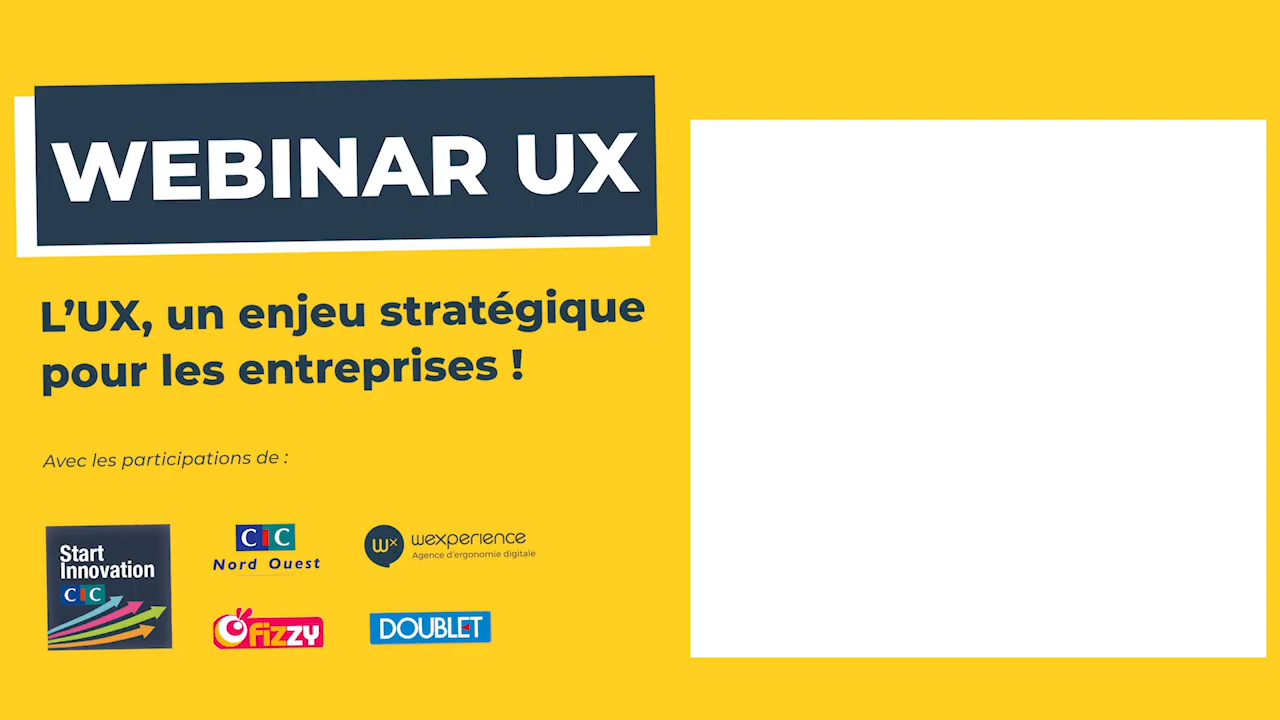 WEBINAR UX
L’UX, un enjeu stratégique
pour les entreprises !
Avec les participations de :
Start
Innovation
CIC
CIC
Nord Ouest
wx
wexperience
Agence d'ergonomie digitale
fizzy
DOUBLET